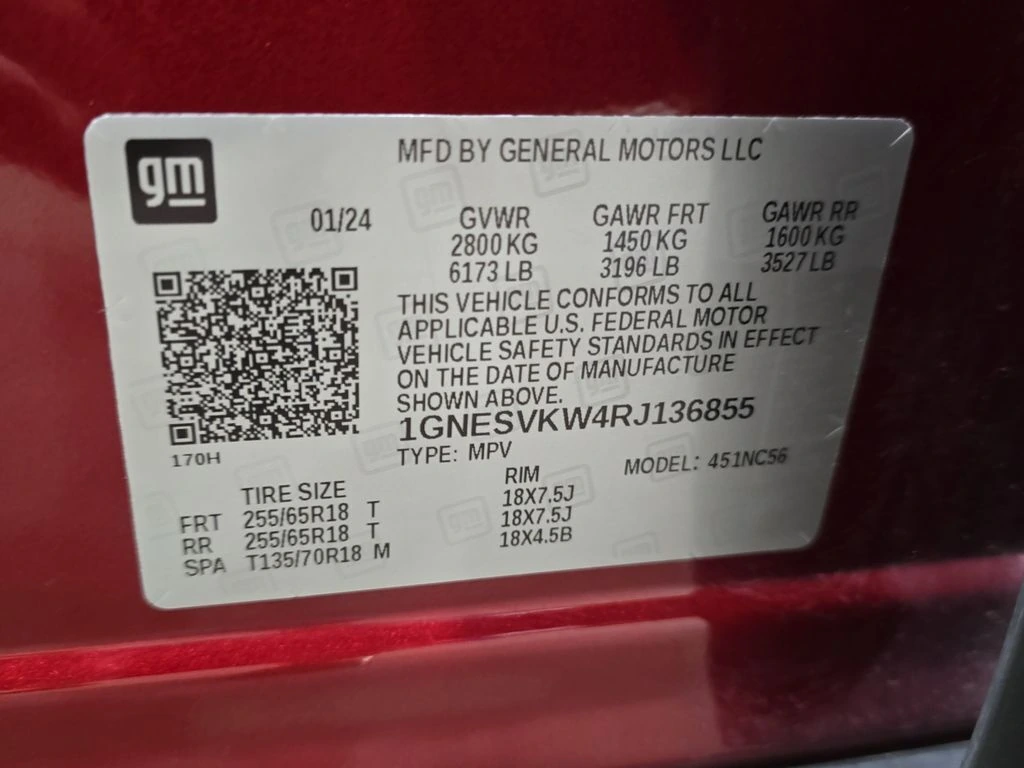 gm
MFD BY GENERAL MOTORS LLC
01/24 GVWR GAWR FRT GAWR RR
2800 KG 1450 KG 1600 KG
6173 LB 3196 LB 3527 LB
THIS VEHICLE CONFORMS TO ALL
APPLICABLE U.S. FEDERAL MOTOR
VEHICLE SAFETY STANDARDS IN EFFECT
ON THE DATE OF MANUFACTURE
SHOWN ABOVE.
1GNESVKW4RJ136855
170H
TYPE: MPV MODEL: 451NC56
TIRE SIZE RIM
FRT 255/65R18 T 18X7.5J
RR 255/65R18 T 18X7.5J
SPA T135/70R18 M 18X4.5B